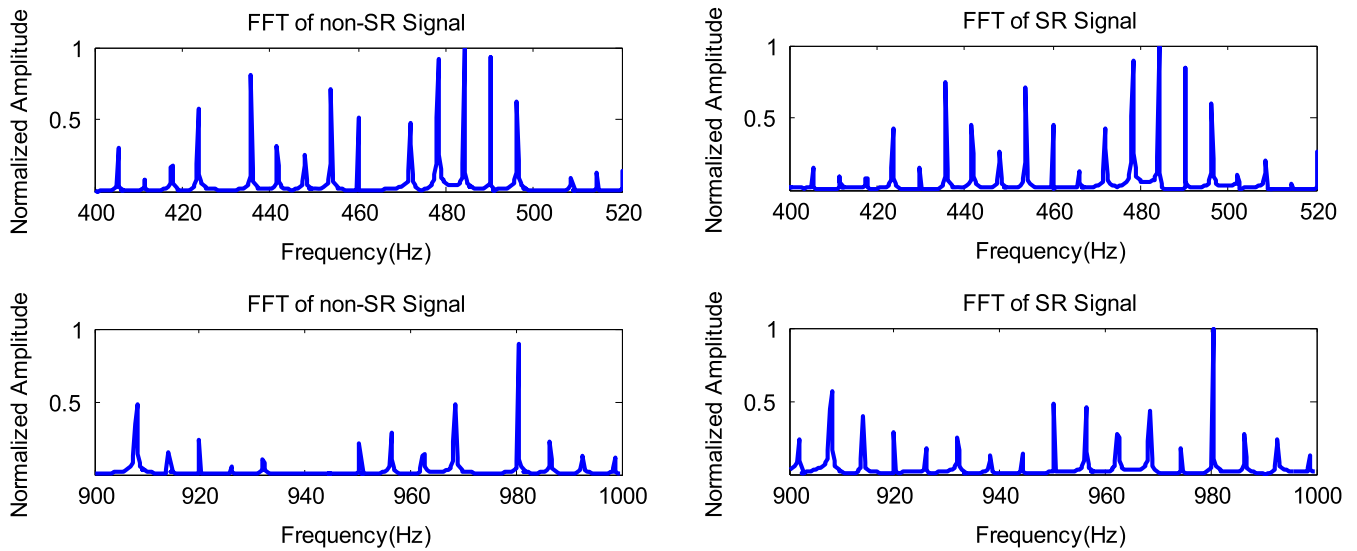 FFT of non-SR Signal
Normalized Amplitude
1
0.5
400 420 440 460 480 500 520
Frequency(Hz)
FFT of SR Signal
Normalized Amplitude
1
0.5
400 420 440 460 480 500 520
Frequency(Hz)
FFT of non-SR Signal
Normalized Amplitude
1
0.5
900 920 940 960 980 1000
Frequency(Hz)
FFT of SR Signal
Normalized Amplitude
1
0.5
900 920 940 960 980 1000
Frequency(Hz)